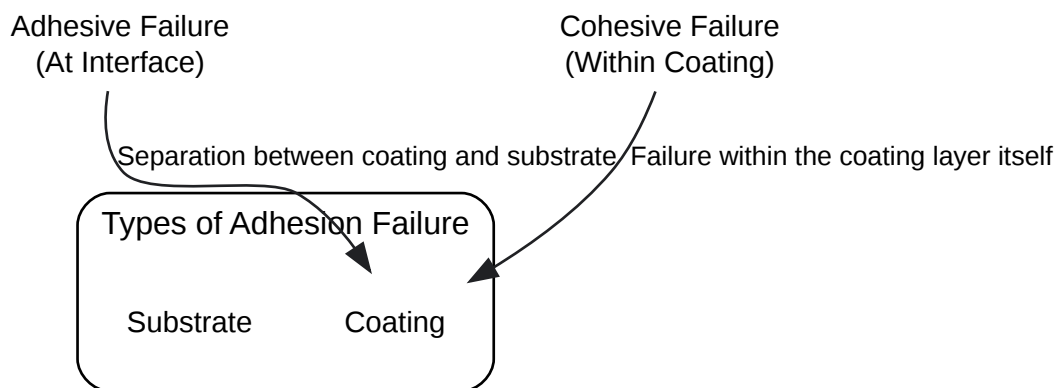 Adhesive Failure
(At Interface)
Cohesive Failure
(Within Coating)
Separation between coating and substrate
Failure within the coating layer itself
Types of Adhesion Failure
Substrate
Coating